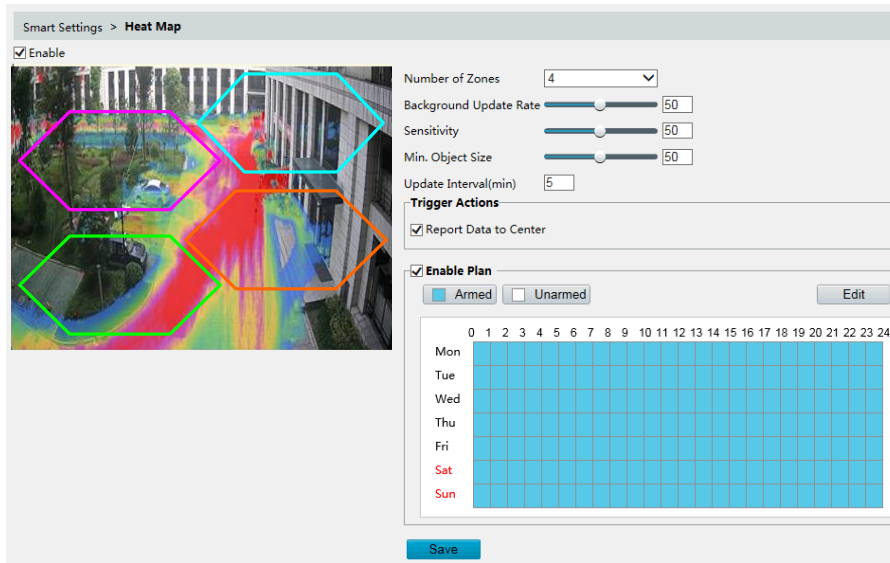 Smart Settings > Heat Map
Enable
Number of Zones 4
Background Update Rate 50
Sensitivity 50
Min. Object Size 50
Update Interval(min) 5
Trigger Actions
Report Data to Center
Enable Plan
Armed Unarmed Edit
0 1 2 3 4 5 6 7 8 9 10 11 12 13 14 15 16 17 18 19 20 21 22 23 24
Mon
Tue
Wed
Thu
Fri
Sat
Sun
Save